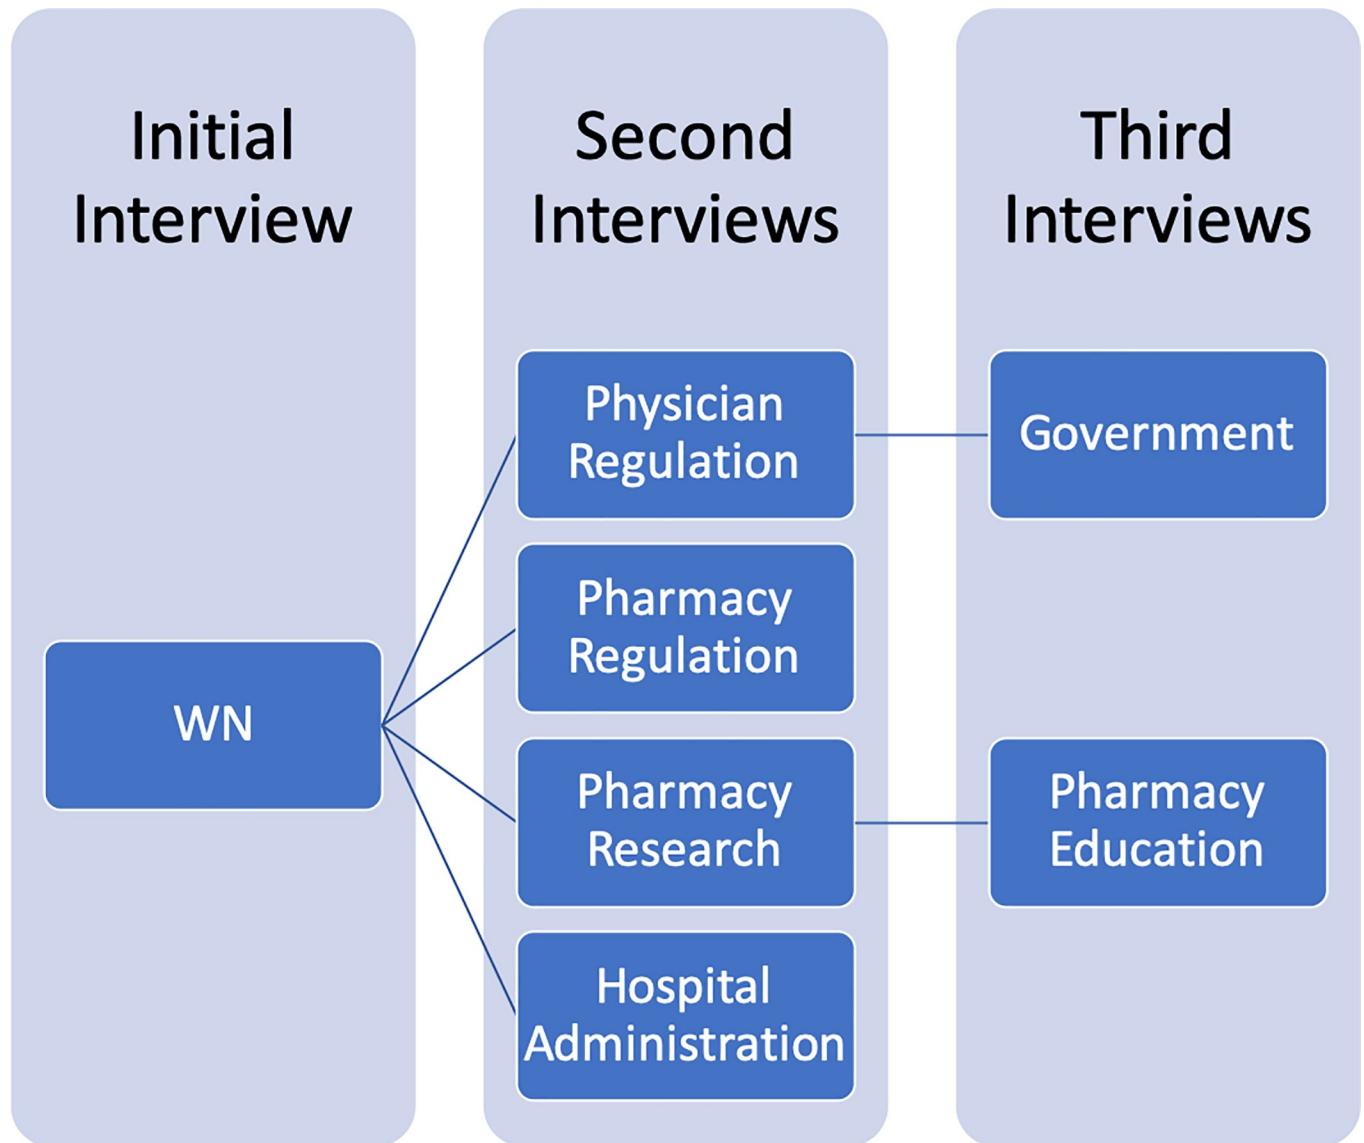 Initial
Interview
Second
Interviews
Third
Interviews
WN
Physician
Regulation
Pharmacy
Regulation
Pharmacy
Research
Hospital
Administration
Government
Pharmacy
Education